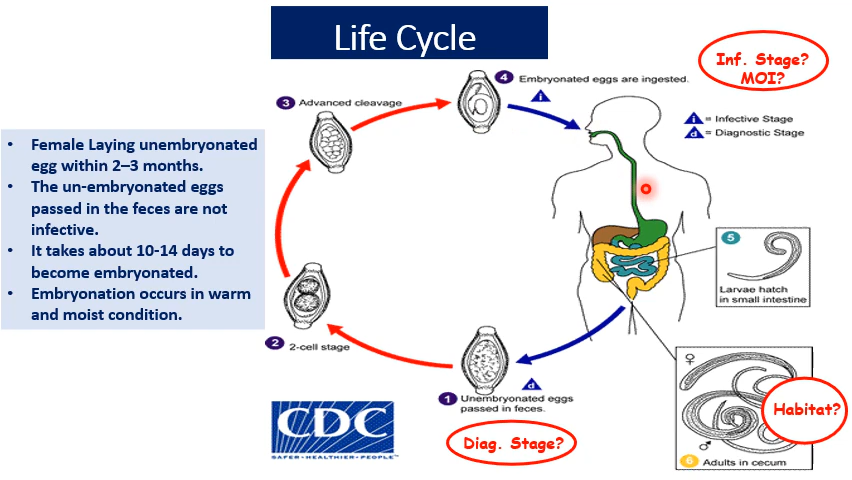 Life Cycle
Inf. Stage?
MOI?
4 Embryonated eggs are ingested.
i
3 Advanced cleavage
i = Infective Stage
d = Diagnostic Stage
• Female Laying unembryonated
egg within 2–3 months.
• The un-embryonated eggs
passed in the feces are not
infective.
• It takes about 10-14 days to
become embryonated.
• Embryonation occurs in warm
and moist condition.
5
Larvae hatch
in small intestine
2 2-cell stage
d
1 Unembryonated eggs
passed in feces.
♀
Habitat?
♂
6 Adults in cecum
CDC
SAFER•HEALTHIER•PEOPLE™
Diag. Stage?